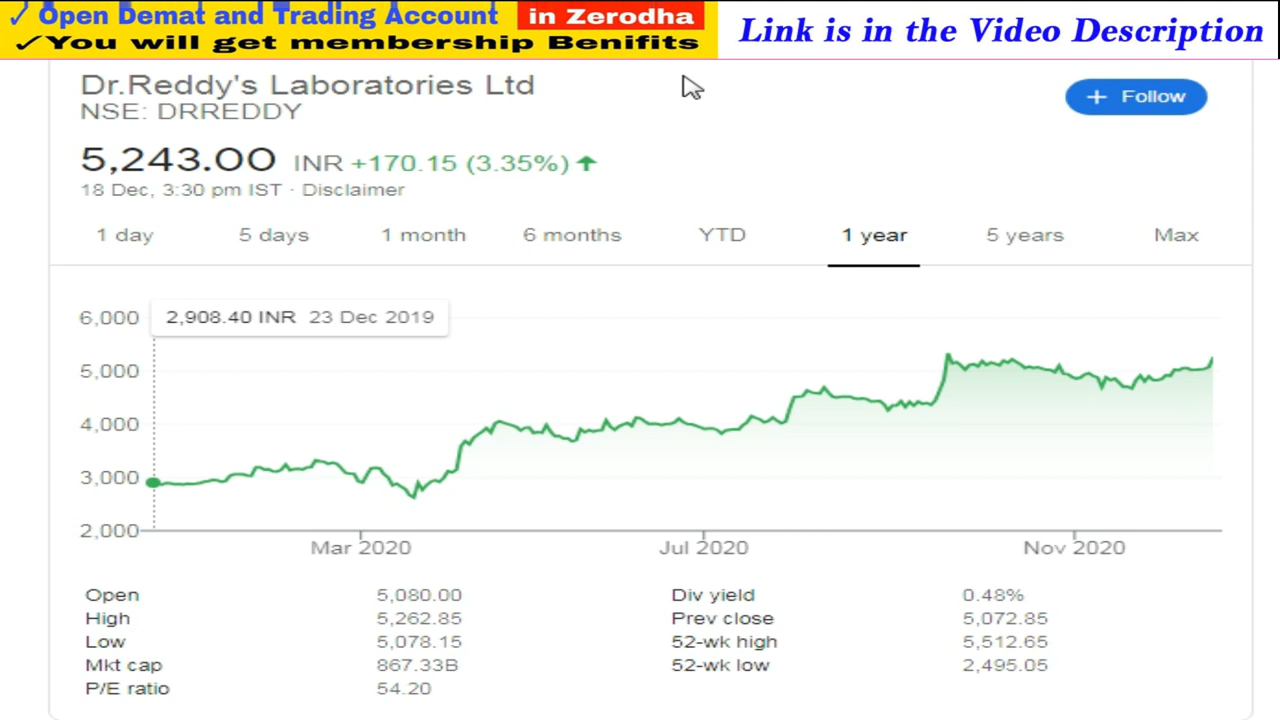 ✓ Open Demat and Trading Account in Zerodha
✓You will get membership Benifits
Link is in the Video Description
Dr.Reddy's Laboratories Ltd
NSE: DRREDDY
+ Follow
5,243.00 INR +170.15 (3.35%) ↑
18 Dec, 3:30 pm IST · Disclaimer
1 day 5 days 1 month 6 months YTD 1 year 5 years Max
2,908.40 INR 23 Dec 2019
6,000
5,000
4,000
3,000
2,000
Mar 2020 Jul 2020 Nov 2020
Open 5,080.00
High 5,262.85
Low 5,078.15
Mkt cap 867.33B
P/E ratio 54.20
Div yield 0.48%
Prev close 5,072.85
52-wk high 5,512.65
52-wk low 2,495.05